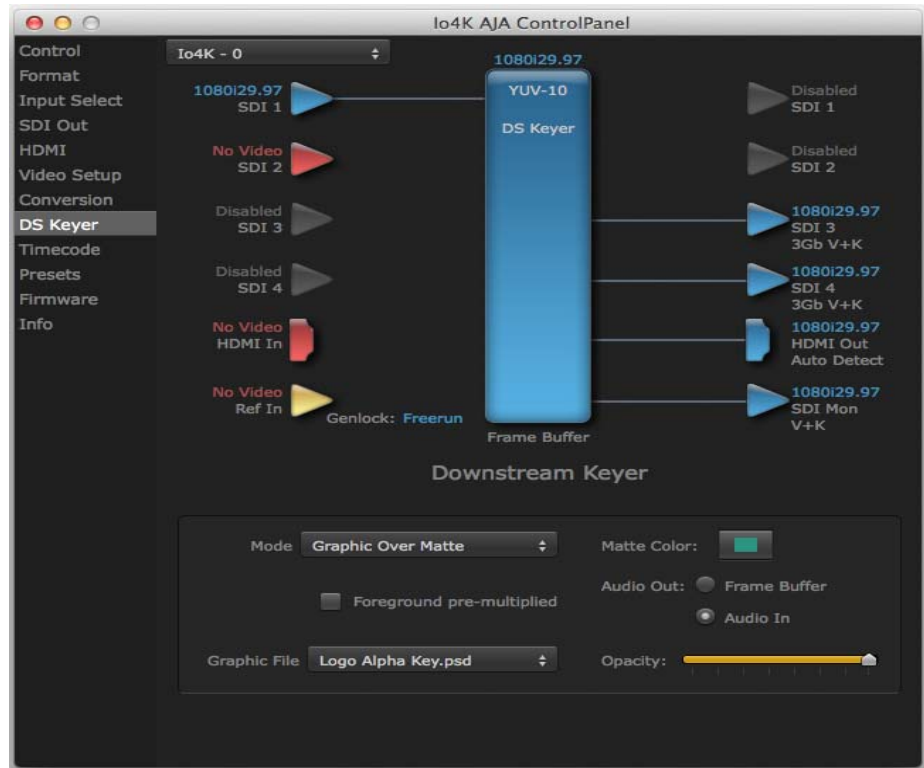 Io4K AJA ControlPanel
Control
Format
Input Select
SDI Out
HDMI
Video Setup
Conversion
DS Keyer
Timecode
Presets
Firmware
Info
Io4K - 0
1080i29.97
SDI 1
No Video
SDI 2
Disabled
SDI 3
Disabled
SDI 4
No Video
HDMI In
No Video
Ref In
Genlock: Freerun
1080i29.97
YUV-10
DS Keyer
Frame Buffer
Disabled
SDI 1
Disabled
SDI 2
1080i29.97
SDI 3
3Gb V+K
1080i29.97
SDI 4
3Gb V+K
1080i29.97
HDMI Out
Auto Detect
1080i29.97
SDI Mon
V+K
Downstream Keyer
Mode Graphic Over Matte
Foreground pre-multiplied
Graphic File Logo Alpha Key.psd
Matte Color:
Audio Out: Frame Buffer
Audio In
Opacity: